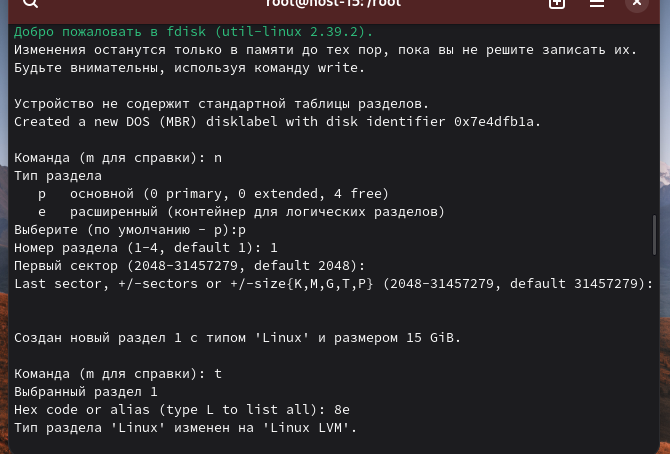 root@host-15: /root
Добро пожаловать в fdisk (util-linux 2.39.2).
Изменения останутся только в памяти до тех пор, пока вы не решите записать их.
Будьте внимательны, используя команду write.
Устройство не содержит стандартной таблицы разделов.
Created a new DOS (MBR) disklabel with disk identifier 0x7e4dfb1a.
Команда (m для справки): n
Тип раздела
p основной (0 primary, 0 extended, 4 free)
e расширенный (контейнер для логических разделов)
Выберите (по умолчанию - p):p
Номер раздела (1-4, default 1): 1
Первый сектор (2048-31457279, default 2048):
Last sector, +/-sectors or +/-size{K,M,G,T,P} (2048-31457279, default 31457279):
Создан новый раздел 1 с типом 'Linux' и размером 15 GiB.
Команда (m для справки): t
Выбранный раздел 1
Hex code or alias (type L to list all): 8e
Тип раздела 'Linux' изменен на 'Linux LVM'.